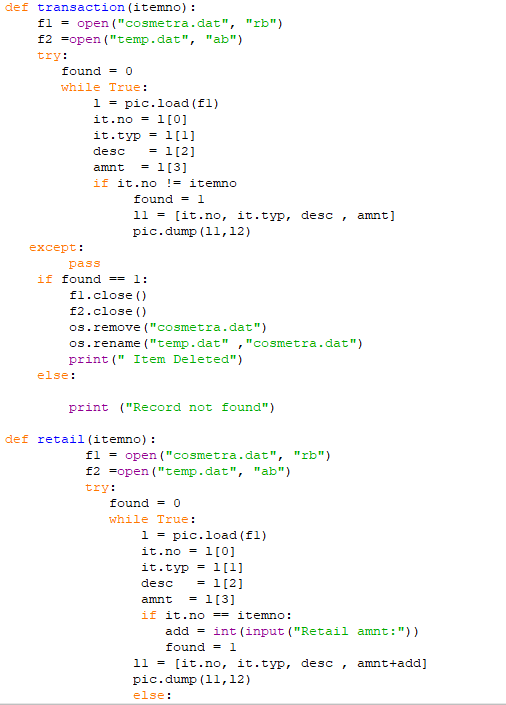 def transaction(itemno):
    f1 = open("cosmetra.dat", "rb")
    f2 =open("temp.dat", "ab")
    try:
       found = 0
       while True:
           l = pic.load(f1)
           it.no = l[0]
           it.typ = l[1]
           desc   = l[2]
           amnt  = l[3]
           if it.no != itemno
                found = 1
                l1 = [it.no, it.typ, desc , amnt]
                pic.dump(l1,l2)
   except:
        pass
    if found == 1:
        f1.close()
        f2.close()
        os.remove("cosmetra.dat")
        os.rename("temp.dat" ,"cosmetra.dat")
        print(" Item Deleted")
    else:
        print ("Record not found")
def retail(itemno):
          f1 = open("cosmetra.dat", "rb")
          f2 =open("temp.dat", "ab")
          try:
             found = 0
             while True:
                 l = pic.load(f1)
                 it.no = l[0]
                 it.typ = l[1]
                 desc   = l[2]
                 amnt  = l[3]
                 if it.no == itemno:
                    add = int(input("Retail amnt:"))
                    found = 1
                l1 = [it.no, it.typ, desc , amnt+add]
                pic.dump(l1,l2)
                else: